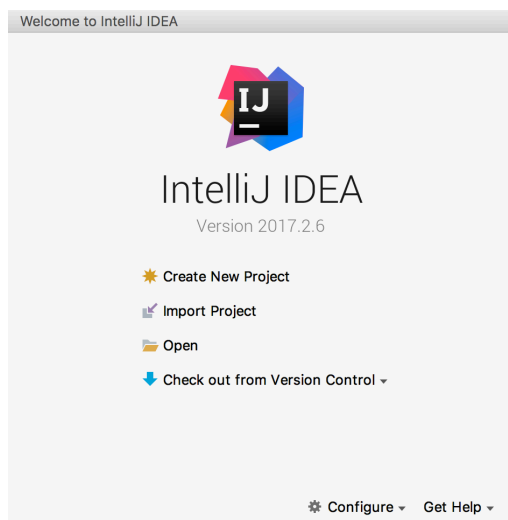 Welcome to IntelliJ IDEA
IJ
IntelliJ IDEA
Version 2017.2.6
Create New Project
Import Project
Open
Check out from Version Control
Configure Get Help